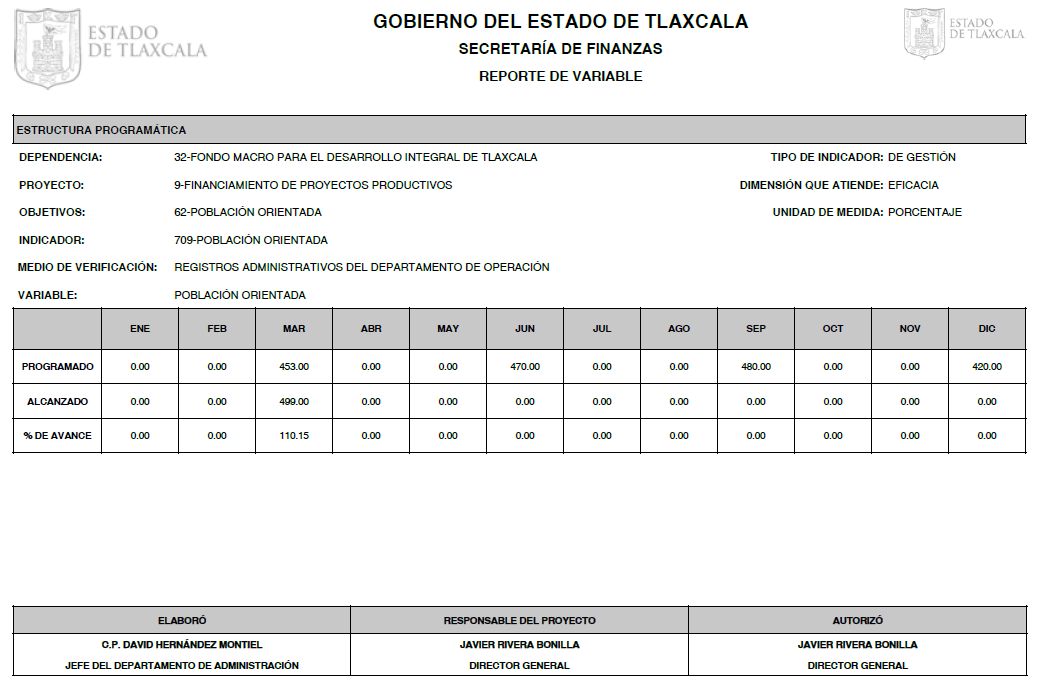 ESTADO
DE TLAXCALA
GOBIERNO DEL ESTADO DE TLAXCALA
SECRETARÍA DE FINANZAS
REPORTE DE VARIABLE
ESTADO
DE TLAXCALA
ESTRUCTURA PROGRAMÁTICA
DEPENDENCIA: 32-FONDO MACRO PARA EL DESARROLLO INTEGRAL DE TLAXCALA TIPO DE INDICADOR: DE GESTIÓN
PROYECTO: 9-FINANCIAMIENTO DE PROYECTOS PRODUCTIVOS DIMENSIÓN QUE ATIENDE: EFICACIA
OBJETIVOS: 62-POBLACIÓN ORIENTADA UNIDAD DE MEDIDA: PORCENTAJE
INDICADOR: 709-POBLACIÓN ORIENTADA
MEDIO DE VERIFICACIÓN: REGISTROS ADMINISTRATIVOS DEL DEPARTAMENTO DE OPERACIÓN
VARIABLE: POBLACIÓN ORIENTADA
ENE FEB MAR ABR MAY JUN JUL AGO SEP OCT NOV DIC
PROGRAMADO 0.00 0.00 453.00 0.00 0.00 470.00 0.00 0.00 480.00 0.00 0.00 420.00
ALCANZADO 0.00 0.00 499.00 0.00 0.00 0.00 0.00 0.00 0.00 0.00 0.00 0.00
% DE AVANCE 0.00 0.00 110.15 0.00 0.00 0.00 0.00 0.00 0.00 0.00 0.00 0.00
ELABORÓ RESPONSABLE DEL PROYECTO AUTORIZÓ
C.P. DAVID HERNÁNDEZ MONTIEL JAVIER RIVERA BONILLA JAVIER RIVERA BONILLA
JEFE DEL DEPARTAMENTO DE ADMINISTRACIÓN DIRECTOR GENERAL DIRECTOR GENERAL